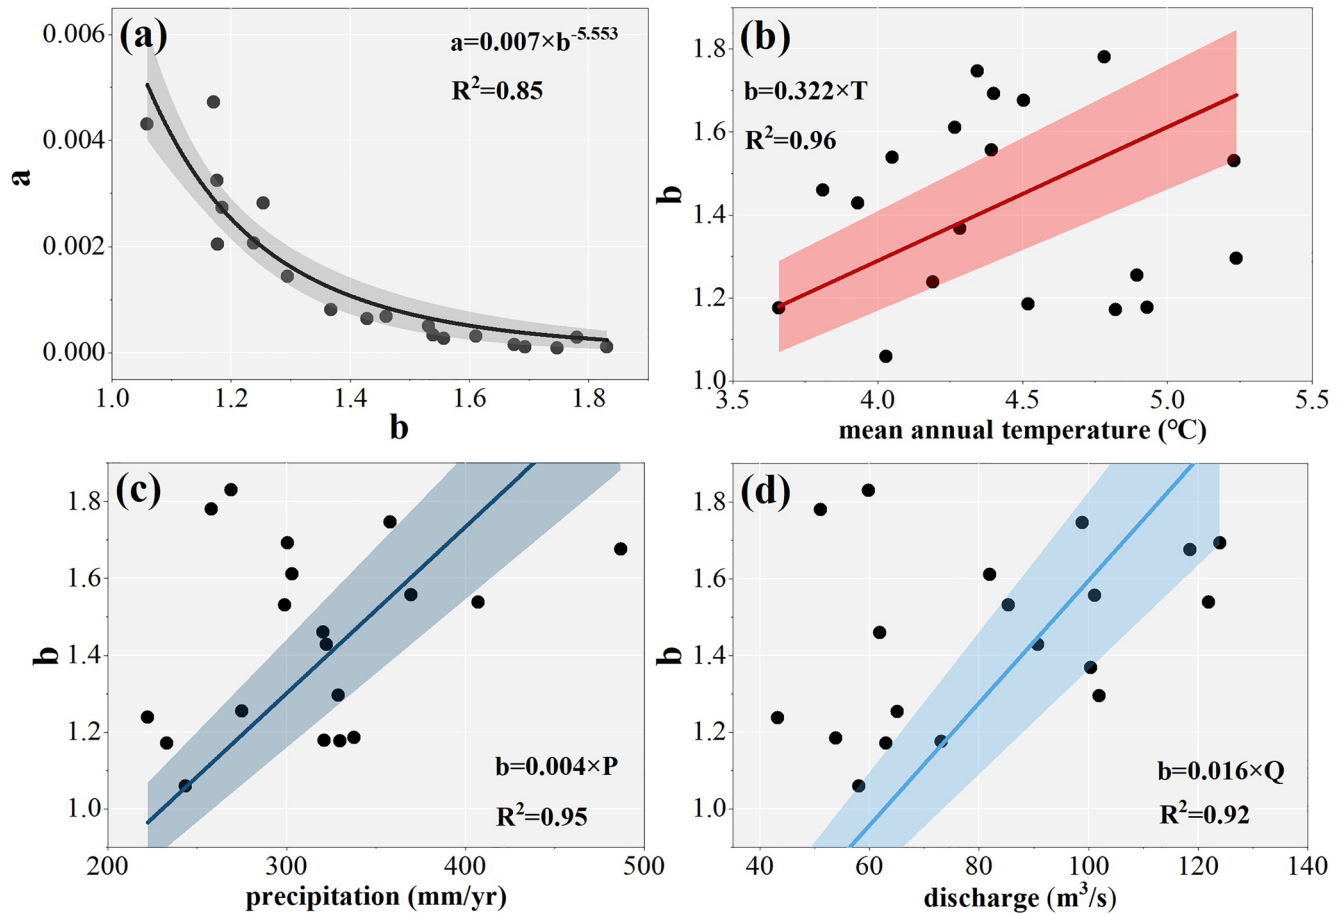 (a)
a=0.007×b^-5.553
R²=0.85
0.006
0.004
0.002
0.000
a
1.0 1.2 1.4 1.6 1.8
b
(b)
b=0.322×T
R²=0.96
1.8
1.6
1.4
1.2
1.0
b
3.5 4.0 4.5 5.0 5.5
mean annual temperature (°C)
(c)
b=0.004×P
R²=0.95
1.8
1.6
1.4
1.2
1.0
b
200 300 400 500
precipitation (mm/yr)
(d)
b=0.016×Q
R²=0.92
1.8
1.6
1.4
1.2
1.0
b
40 60 80 100 120 140
discharge (m³/s)